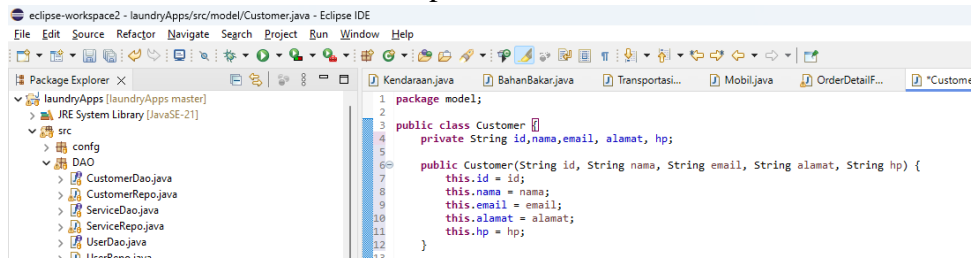 eclipse-workspace2 - laundryApps/src/model/Customer.java - Eclipse IDE
File Edit Source Refactor Navigate Search Project Run Window Help
Package Explorer
laundryApps [laundryApps master]
JRE System Library [JavaSE-21]
src
confg
DAO
CustomerDao.java
CustomerRepo.java
ServiceDao.java
ServiceRepo.java
UserDao.java
UserRepo.java
Kendaraan.java BahanBakar.java Transportasi... Mobil.java OrderDetailF... *Custome
1 package model;
2
3 public class Customer {
4 private String id,nama,email, alamat, hp;
5
6 public Customer(String id, String nama, String email, String alamat, String hp) {
7 this.id = id;
8 this.nama = nama;
9 this.email = email;
10 this.alamat = alamat;
11 this.hp = hp;
12 }
13